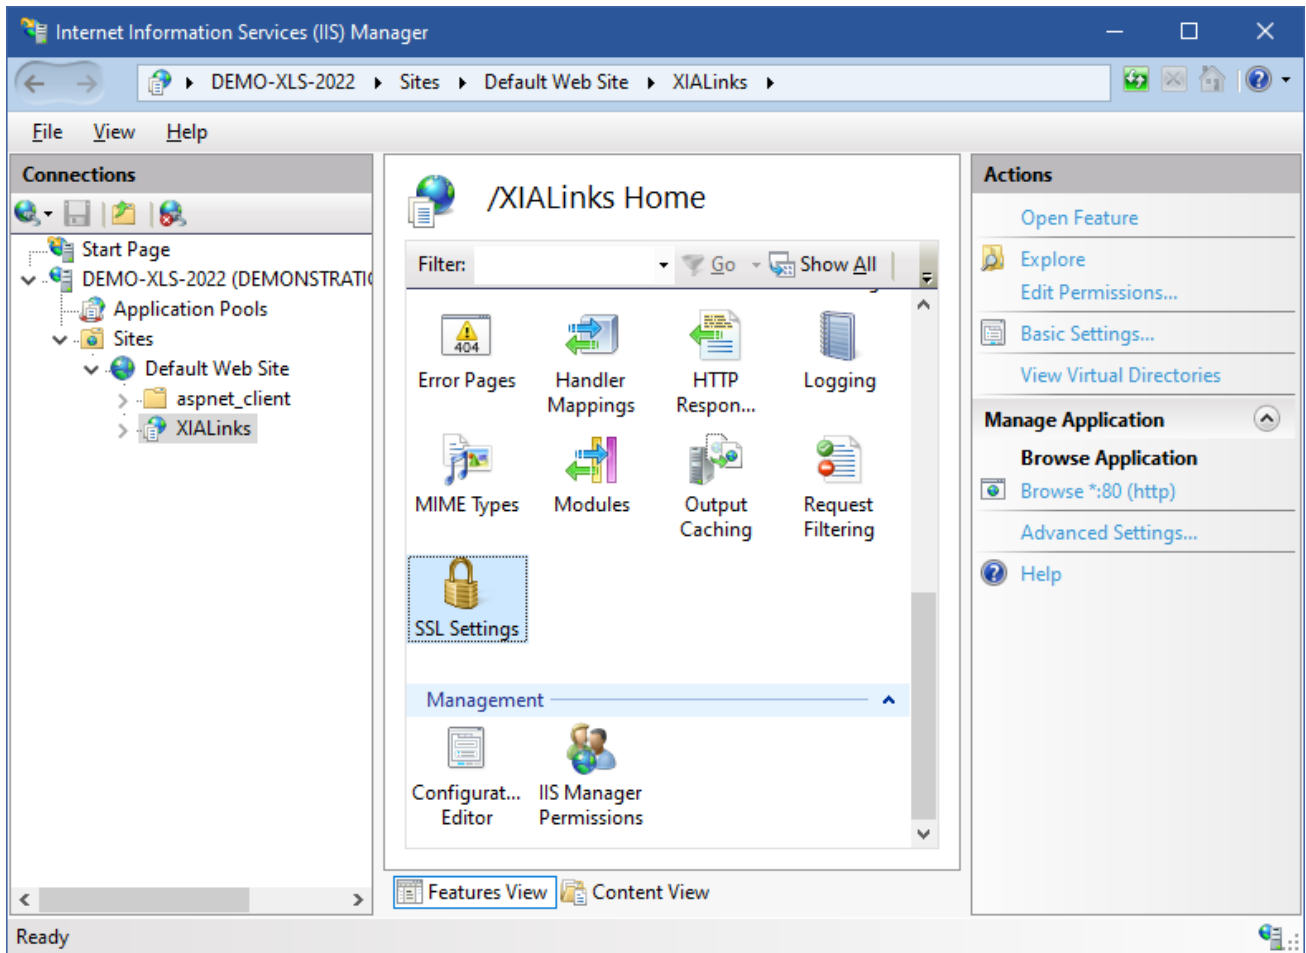 Internet Information Services (IIS) Manager
DEMO-XLS-2022 Sites Default Web Site XIALinks
File View Help
Connections
Start Page
DEMO-XLS-2022 (DEMONSTRATI
Application Pools
Sites
Default Web Site
aspnet_client
XIALinks
/XIALinks Home
Filter: Go Show All
404
Error Pages
Handler
Mappings
HTTP
Respon...
Logging
MIME Types
Modules
Output
Caching
Request
Filtering
SSL Settings
Management
Configurat...
Editor
IIS Manager
Permissions
Features View Content View
Actions
Open Feature
Explore
Edit Permissions...
Basic Settings...
View Virtual Directories
Manage Application
Browse Application
Browse *:80 (http)
Advanced Settings...
Help
Ready